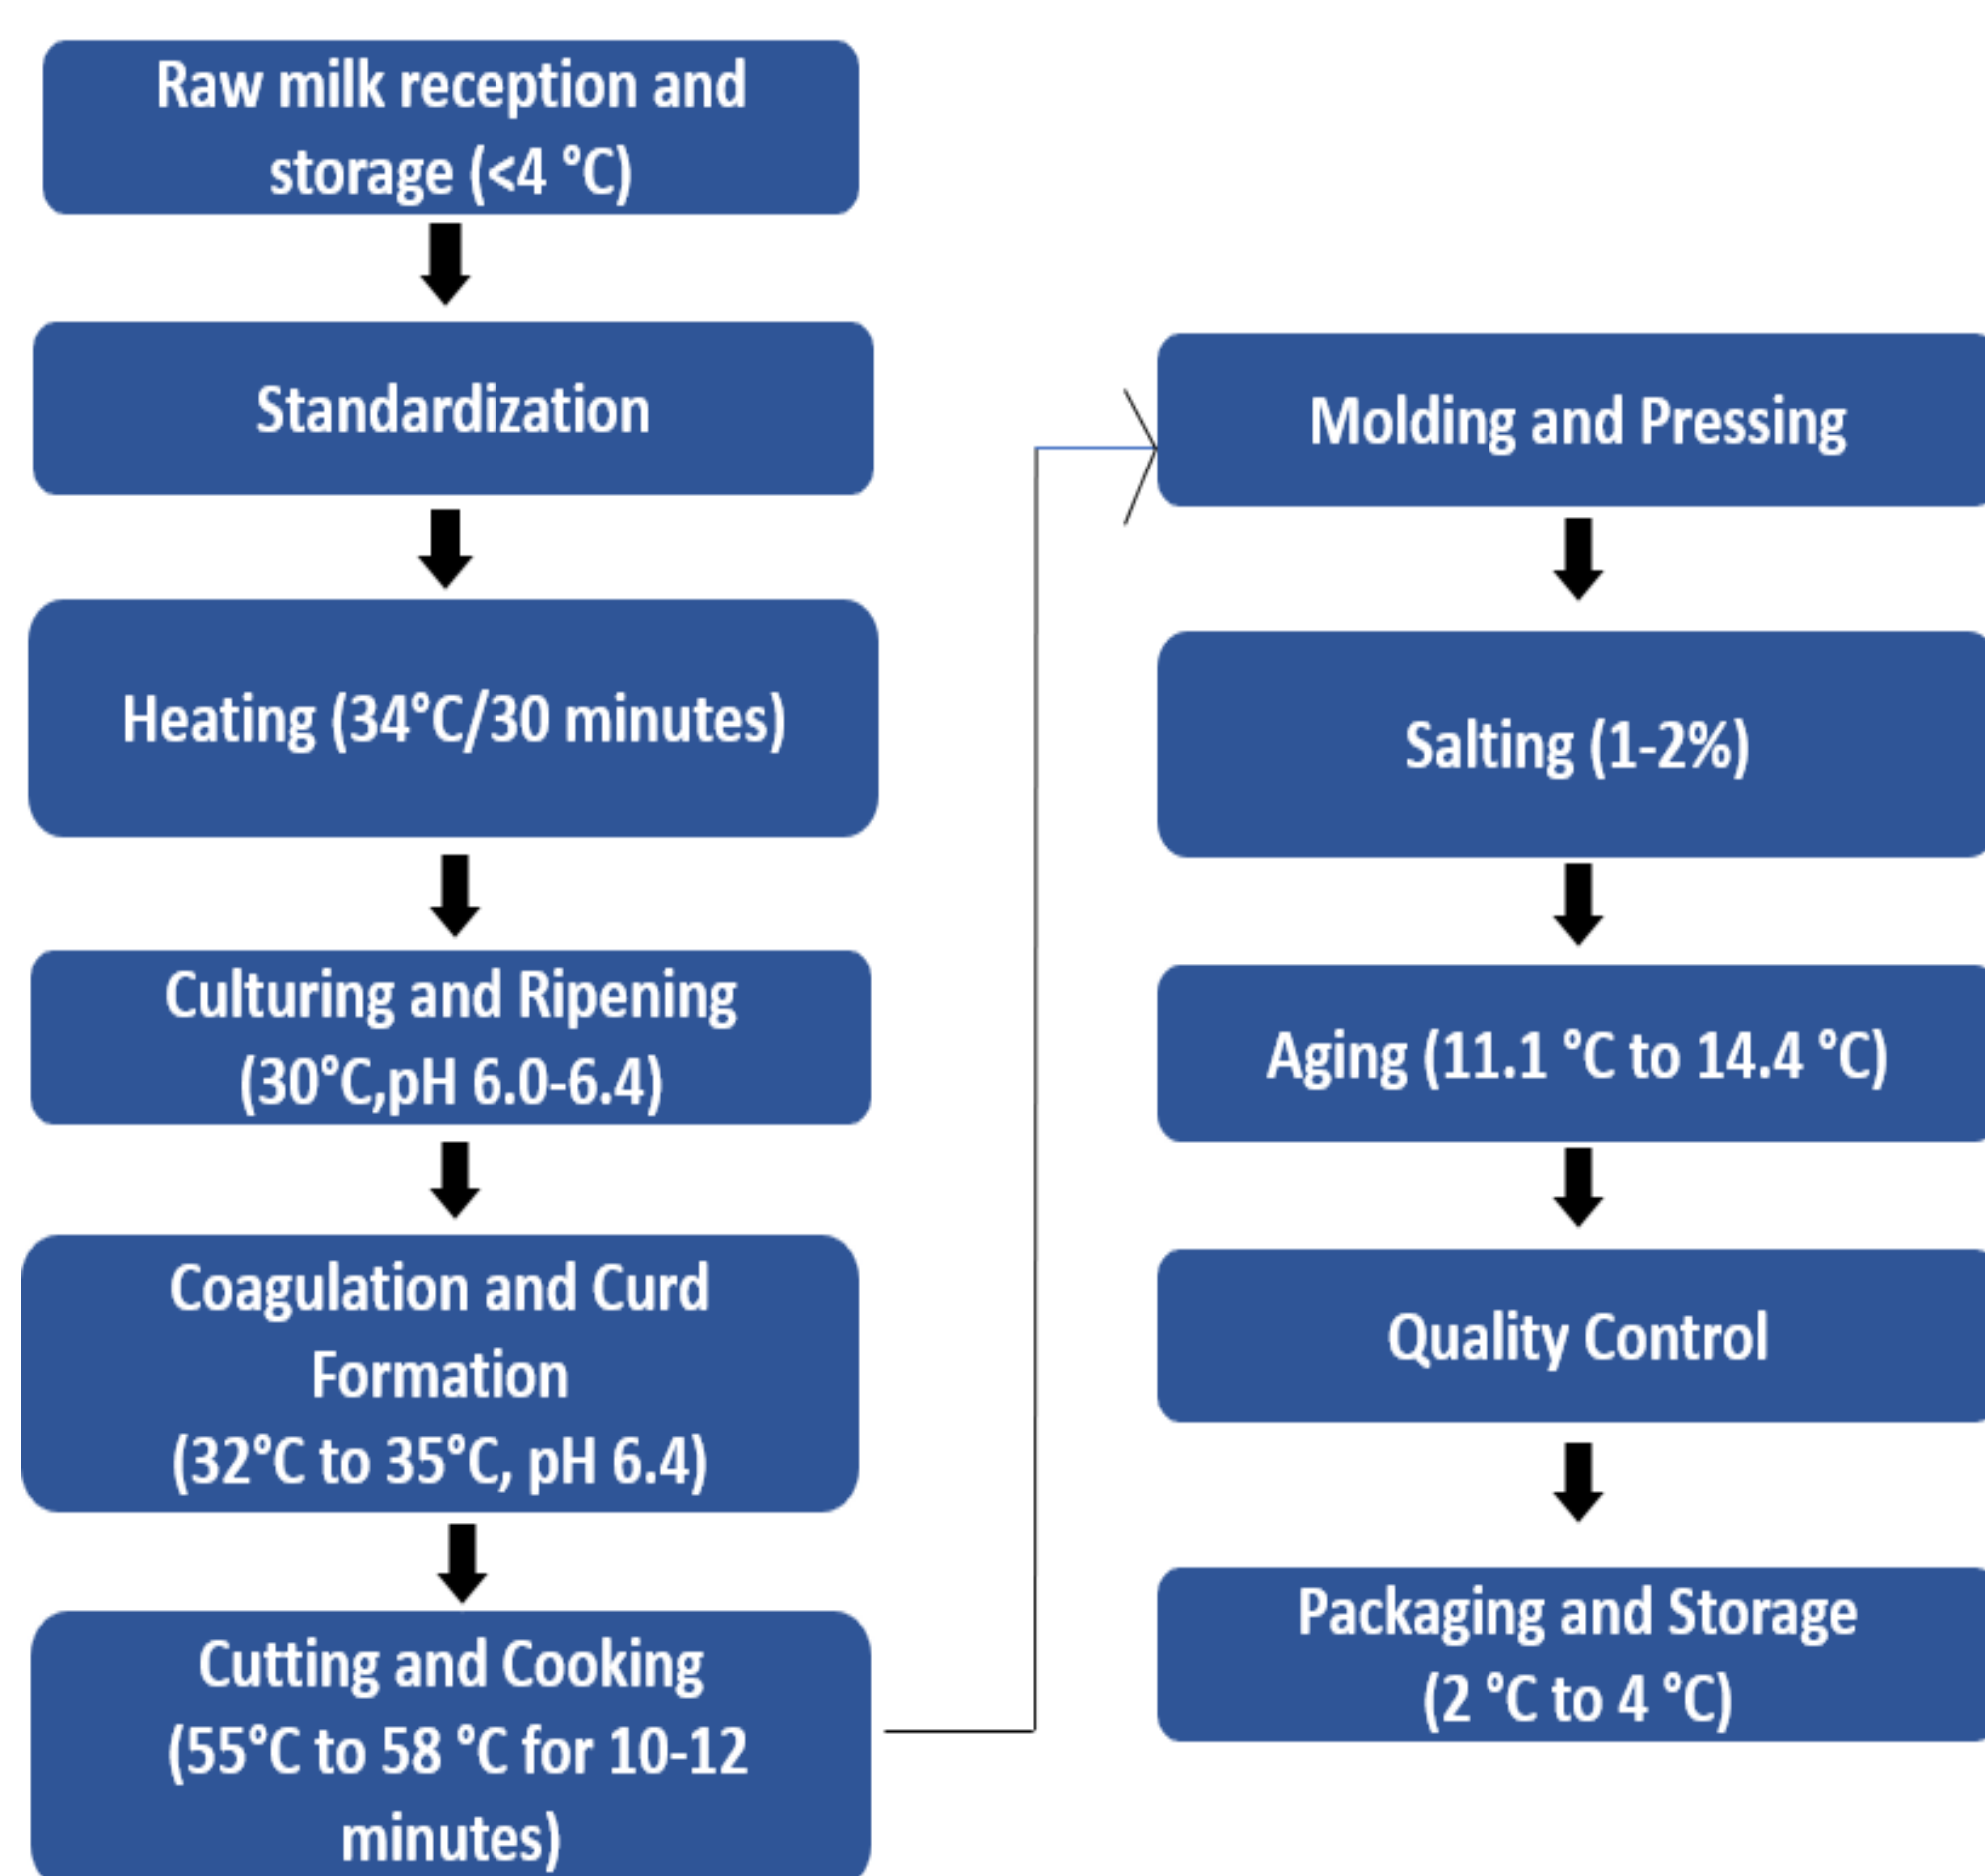 Raw milk reception and
storage (<4 °C)
Standardization
Heating (34°C/30 minutes)
Culturing and Ripening
(30°C,pH 6.0-6.4)
Coagulation and Curd
Formation
(32°C to 35°C, pH 6.4)
Cutting and Cooking
(55°C to 58 °C for 10-12
minutes)
Molding and Pressing
Salting (1-2%)
Aging (11.1 °C to 14.4 °C)
Quality Control
Packaging and Storage
(2 °C to 4 °C)